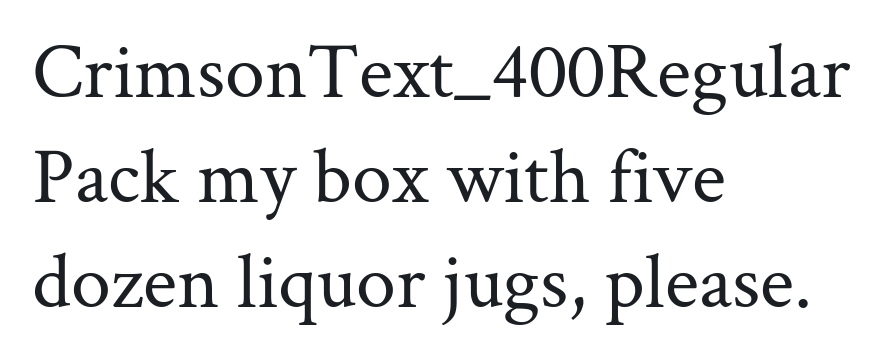 CrimsonText_400Regular
Pack my box with five
dozen liquor jugs, please.